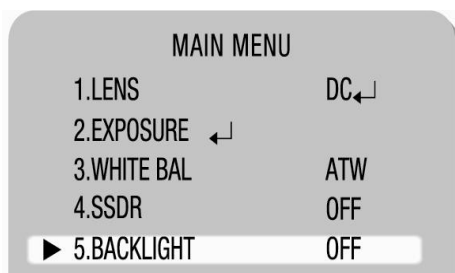 MAIN MENU
1.LENS DC↵
2.EXPOSURE ↵
3.WHITE BAL ATW
4.SSDR OFF
▶ 5.BACKLIGHT OFF